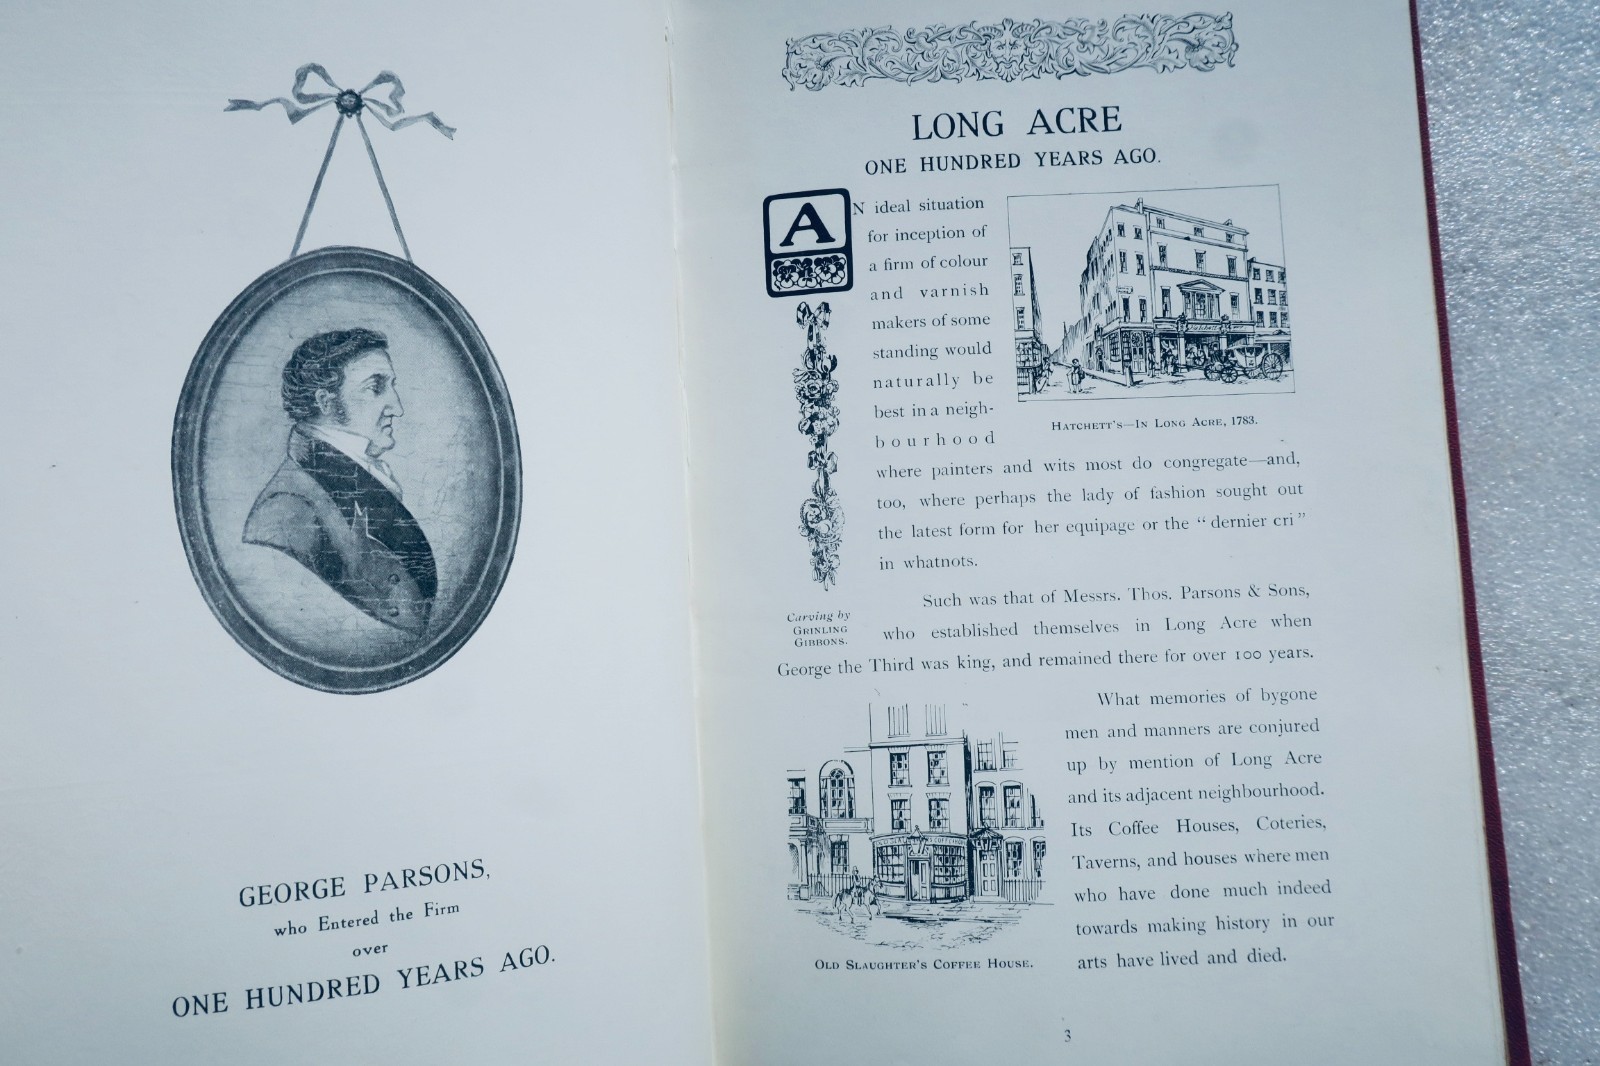 GEORGE PARSONS,
who Entered the Firm
over
ONE HUNDRED YEARS AGO.
LONG ACRE
ONE HUNDRED YEARS AGO.
AN ideal situation
for inception of
a firm of colour
and varnish
makers of some
standing would
naturally be
best in a neigh-
bourhood
HATCHETT'S—IN LONG ACRE, 1783.
where painters and wits most do congregate—and,
too, where perhaps the lady of fashion sought out
the latest form for her equipage or the “dernier cri”
in whatnots.
Carving by
GRINLING
GIBBONS.
Such was that of Messrs. Thos. Parsons & Sons,
who established themselves in Long Acre when
George the Third was king, and remained there for over 100 years.
OLD SLAUGHTER'S COFFEE HOUSE.
What memories of bygone
men and manners are conjured
up by mention of Long Acre
and its adjacent neighbourhood.
Its Coffee Houses, Coteries,
Taverns, and houses where men
who have done much indeed
towards making history in our
arts have lived and died.
3